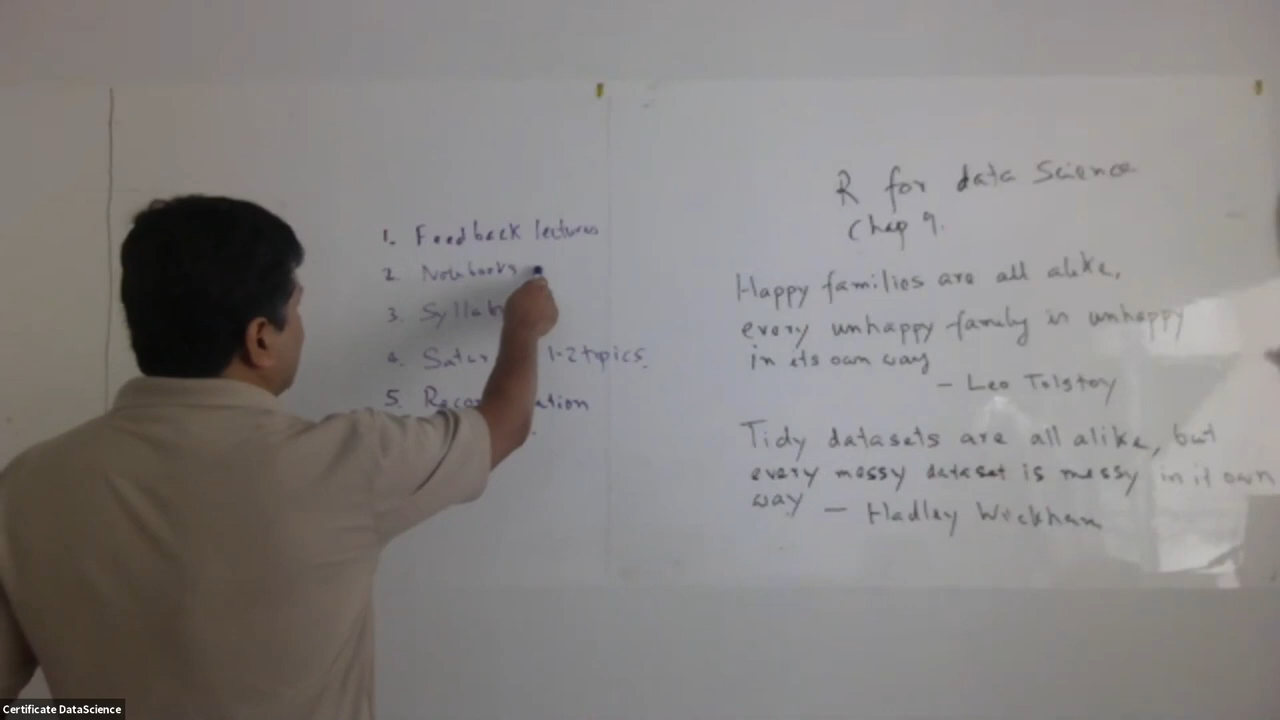 1. Feedback lectures
2. Notebooks
3. Syllab
4. Satur 1-2 topics.
5. Reco ation
R for data Science
Chap 9.
Happy families are all alike,
every unhappy family is unhappy
in its own way
— Leo Tolstoy
Tidy datasets are all alike, but
every messy dataset is messy in it own
way — Hadley Wickham
Certificate DataScience